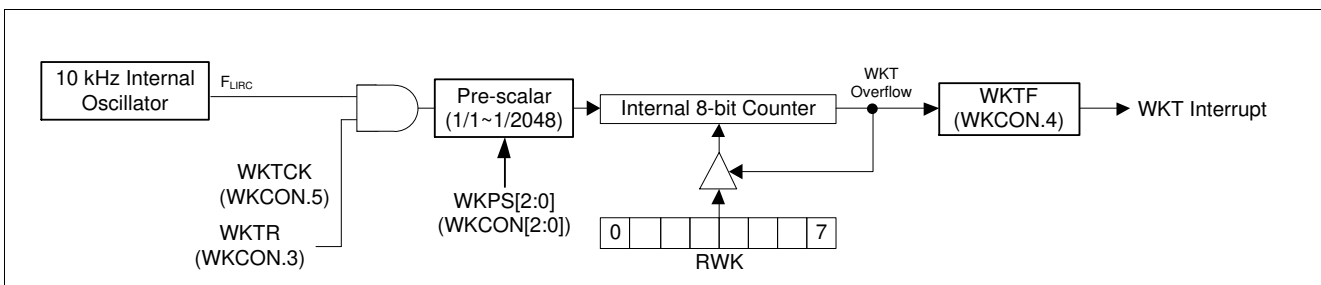 10 kHz Internal
Oscillator
FLIRC
WKTCK
(WKCON.5)
WKTR
(WKCON.3)
Pre-scalar
(1/1~1/2048)
WKPS[2:0]
(WKCON[2:0])
Internal 8-bit Counter
0 7
RWK
WKT
Overflow
WKTF
(WKCON.4)
WKT Interrupt